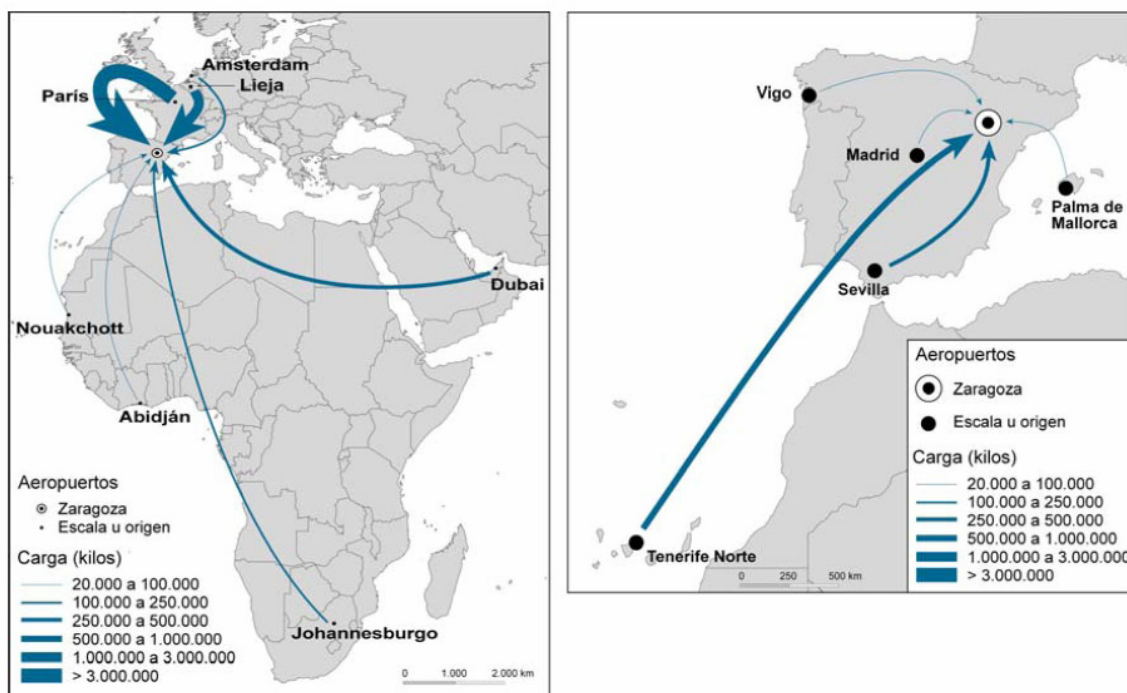 Amsterdam
Lieja
París
Dubai
Nouakchott
Abidján
Johannesburgo
Aeropuertos
Zaragoza
Escala u origen
Carga (kilos)
20.000 a 100.000
100.000 a 250.000
250.000 a 500.000
500.000 a 1.000.000
1.000.000 a 3.000.000
> 3.000.000
0 1.000 2.000 km
Vigo
Madrid
Palma de
Mallorca
Sevilla
Tenerife Norte
0 250 500 km
Aeropuertos
Zaragoza
Escala u origen
Carga (kilos)
20.000 a 100.000
100.000 a 250.000
250.000 a 500.000
500.000 a 1.000.000
1.000.000 a 3.000.000
> 3.000.000